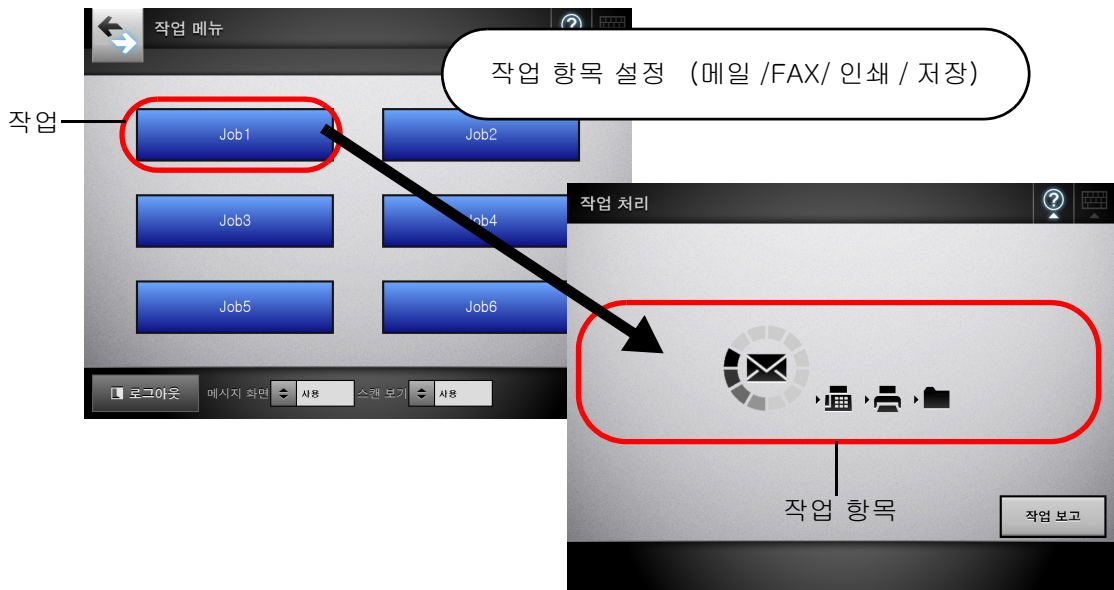 작업 메뉴
작업 항목 설정 (메일 /FAX/ 인쇄 / 저장)
작업
Job1
Job2
Job3
Job4
Job5
Job6
로그아웃 메시지 화면 사용 스캔 보기 사용
작업 처리
작업 항목
작업 보고